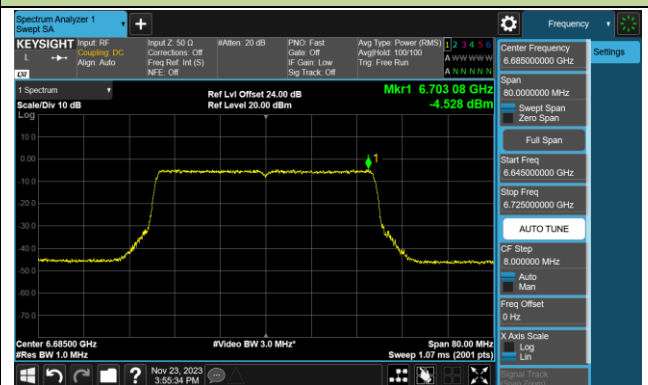 Spectrum Analyzer 1
Swept SA
+
Frequency
KEYSIGHT
L
LXI
Input: RF
Coupling: DC
Align: Auto
Input Z: 50 Ω
Corrections: Off
Freq Ref: Int (S)
NFE: Off
#Atten: 20 dB
PNO: Fast
Gate: Off
IF Gain: Low
Sig Track: Off
Avg Type: Power (RMS)
Avg|Hold: 100/100
Trig: Free Run
1 2 3 4 5 6
A W W W W W
A N N N N N
Center Frequency
6.685000000 GHz
Settings
Span
80.0000000 MHz
Swept Span
Zero Span
Full Span
Start Freq
6.645000000 GHz
Stop Freq
6.725000000 GHz
AUTO TUNE
CF Step
8.000000 MHz
Auto
Man
Freq Offset
0 Hz
X Axis Scale
Log
Lin
Signal Track
(Span Zoom)
1 Spectrum
Scale/Div 10 dB
Log
Ref Lvl Offset 24.00 dB
Ref Level 20.00 dBm
Mkr1 6.703 08 GHz
-4.528 dBm
10.0
0.00
-10.0
-20.0
-30.0
-40.0
-50.0
-60.0
-70.0
1
Center 6.68500 GHz
#Res BW 1.0 MHz
#Video BW 3.0 MHz*
Span 80.00 MHz
Sweep 1.07 ms (2001 pts)
?
Nov 23, 2023
3:55:34 PM